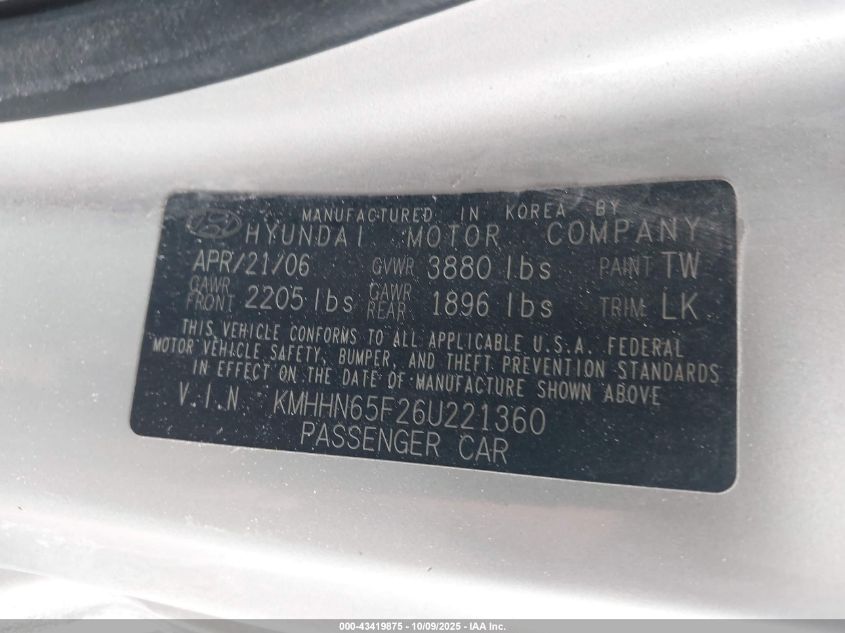 MANUFACTURED IN KOREA BY
HYUNDAI MOTOR COMPANY
APR/21/06 GVWR 3880 lbs PAINT TW
GAWR FRONT 2205 lbs GAWR REAR 1896 lbs TRIM LK
THIS VEHICLE CONFORMS TO ALL APPLICABLE U.S.A. FEDERAL
MOTOR VEHICLE SAFETY, BUMPER, AND THEFT PREVENTION STANDARDS
IN EFFECT ON THE DATE OF MANUFACTURE SHOWN ABOVE
V.I.N KMHHN65F26U221360
PASSENGER CAR
000-43419875 - 10/09/2025 - IAA Inc.